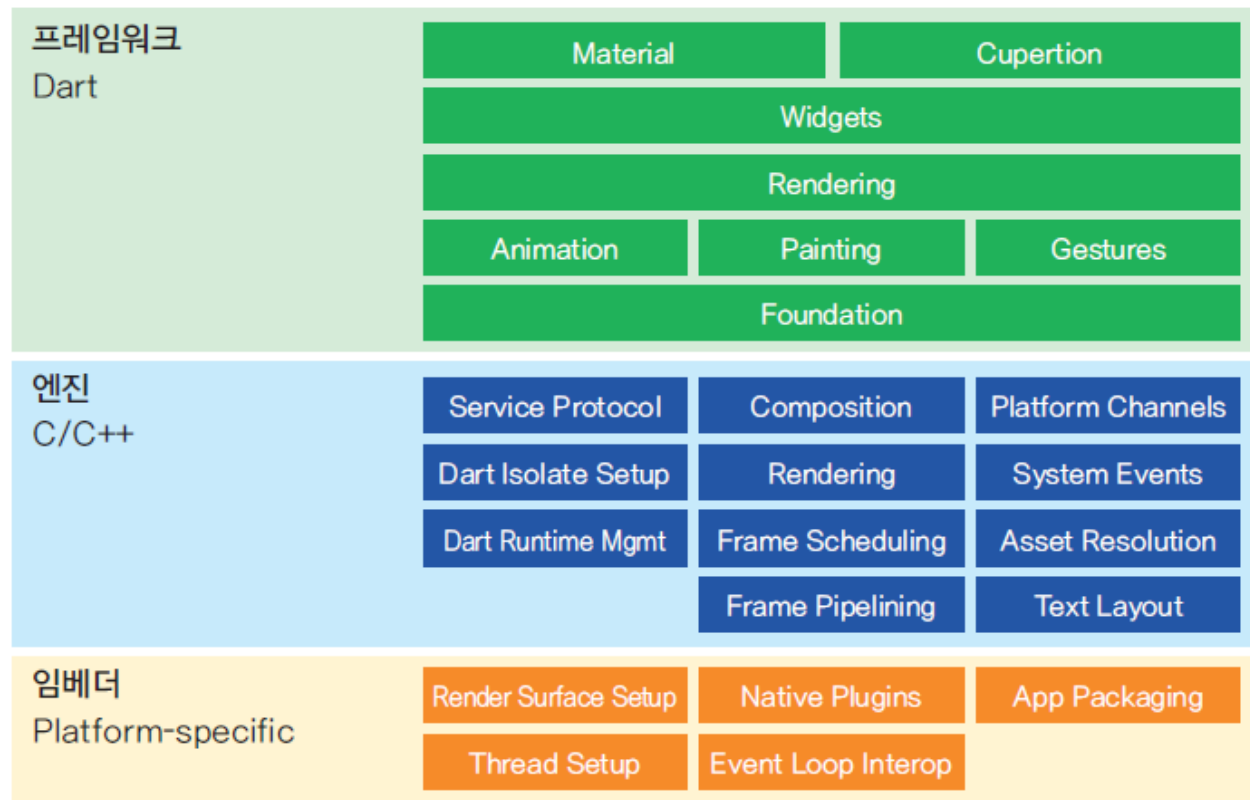 프레임워크
Dart
Material
Cupertion
Widgets
Rendering
Animation
Painting
Gestures
Foundation
엔진
C/C++
Service Protocol
Composition
Platform Channels
Dart Isolate Setup
Rendering
System Events
Dart Runtime Mgmt
Frame Scheduling
Asset Resolution
Frame Pipelining
Text Layout
임베더
Platform-specific
Render Surface Setup
Native Plugins
App Packaging
Thread Setup
Event Loop Interop